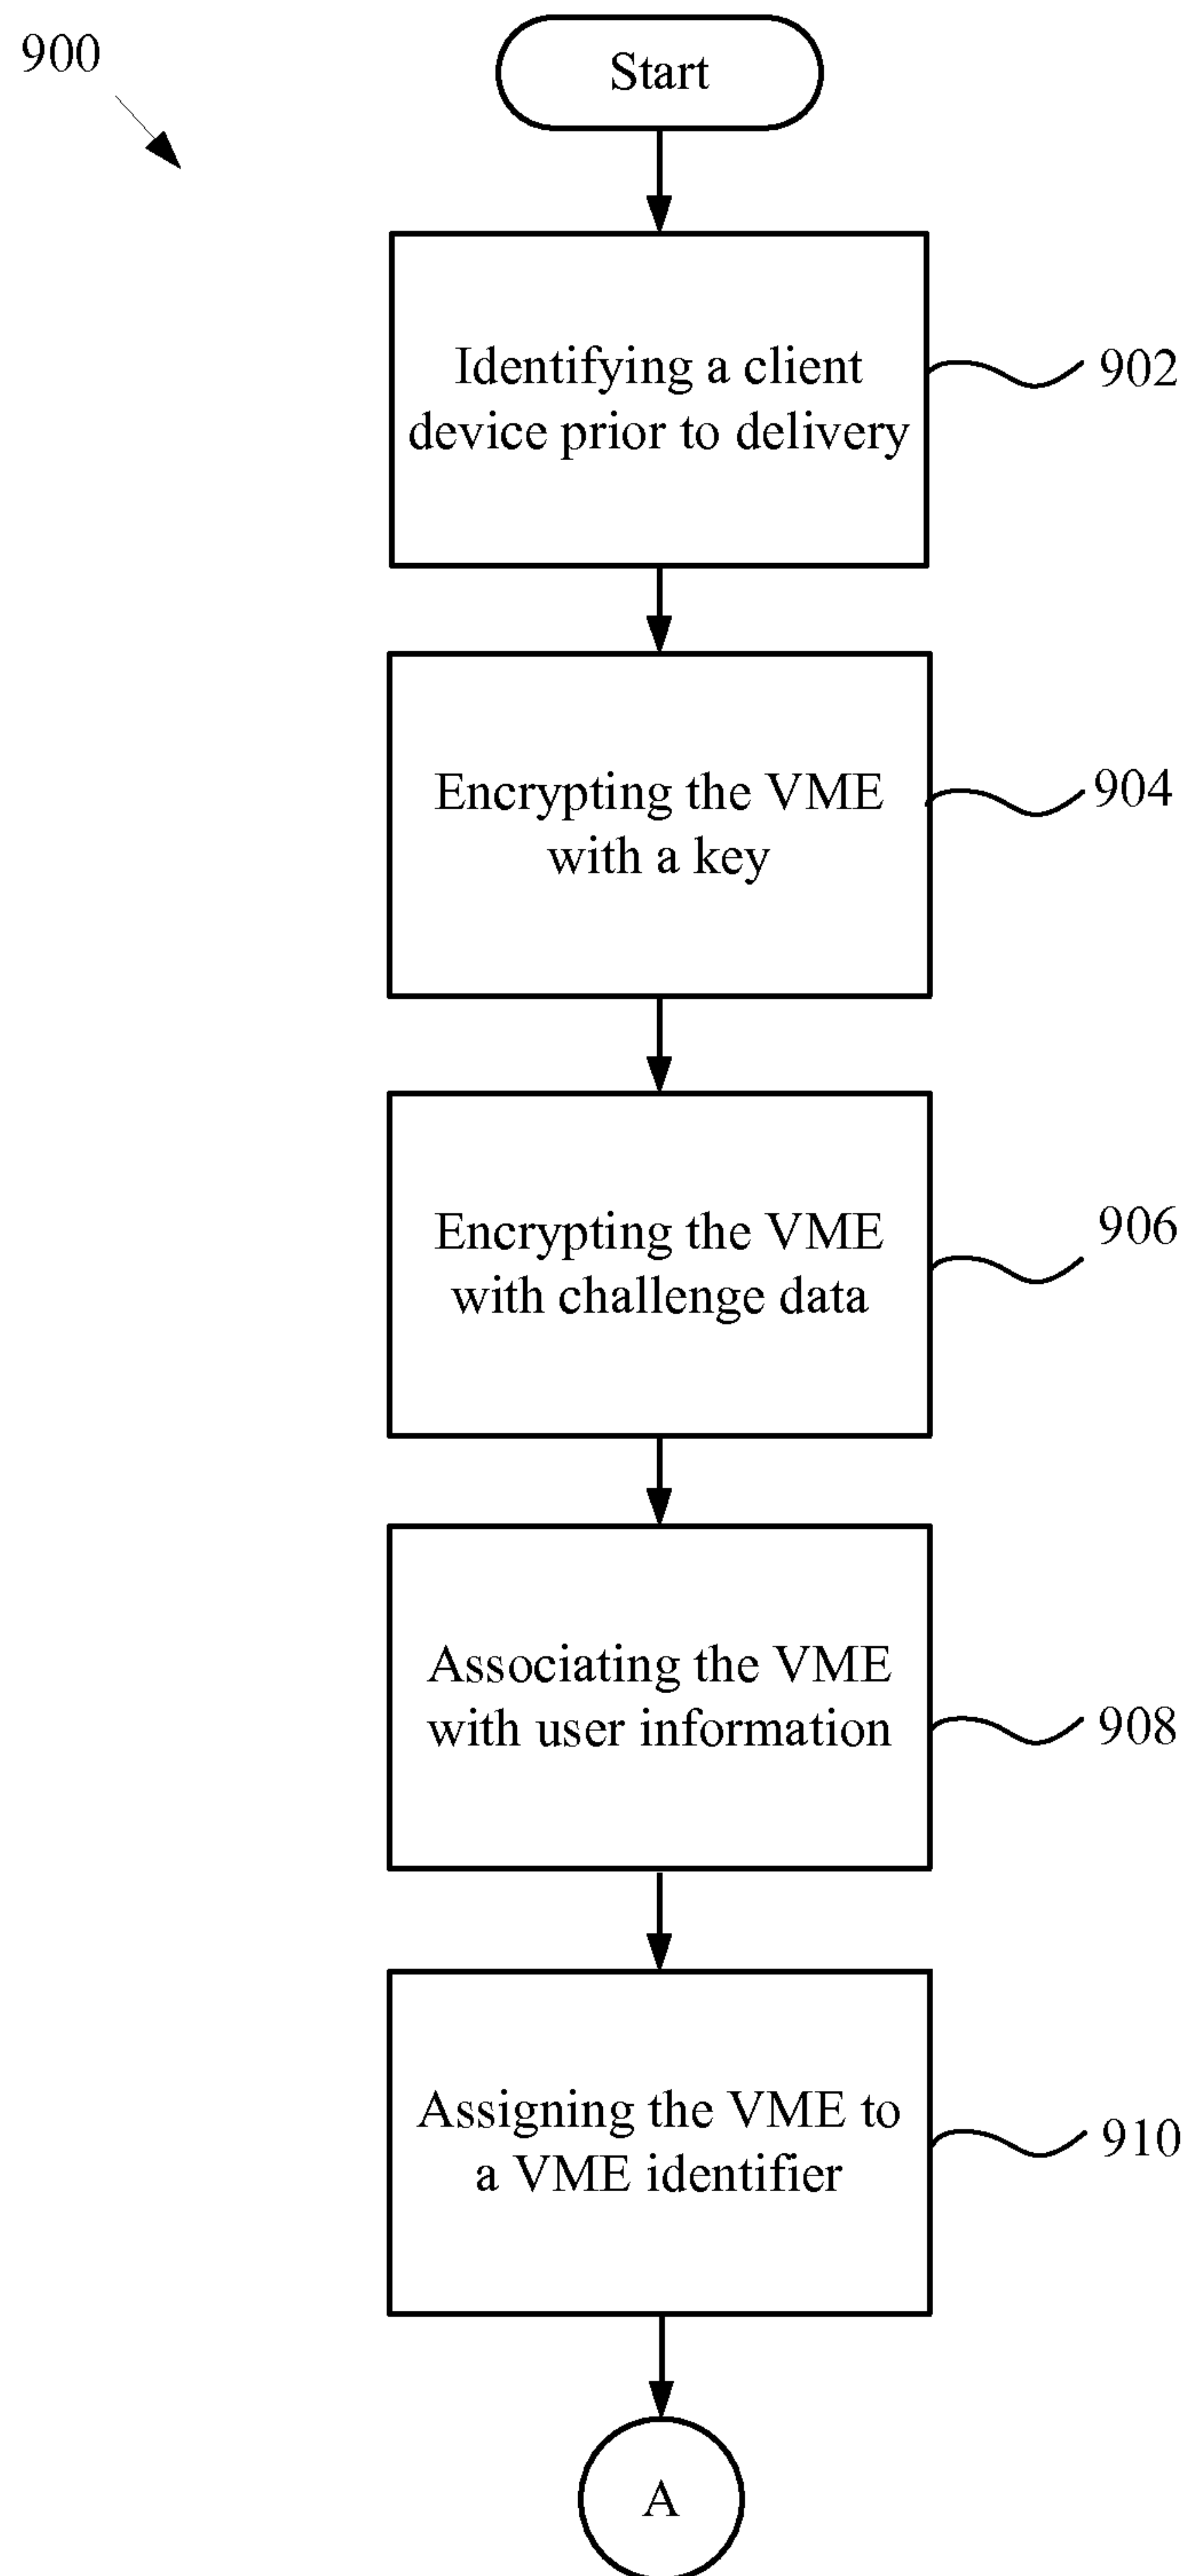 900
Start
Identifying a client
device prior to delivery
902
Encrypting the VME
with a key
904
Encrypting the VME
with challenge data
906
Associating the VME
with user information
908
Assigning the VME to
a VME identifier
910
A